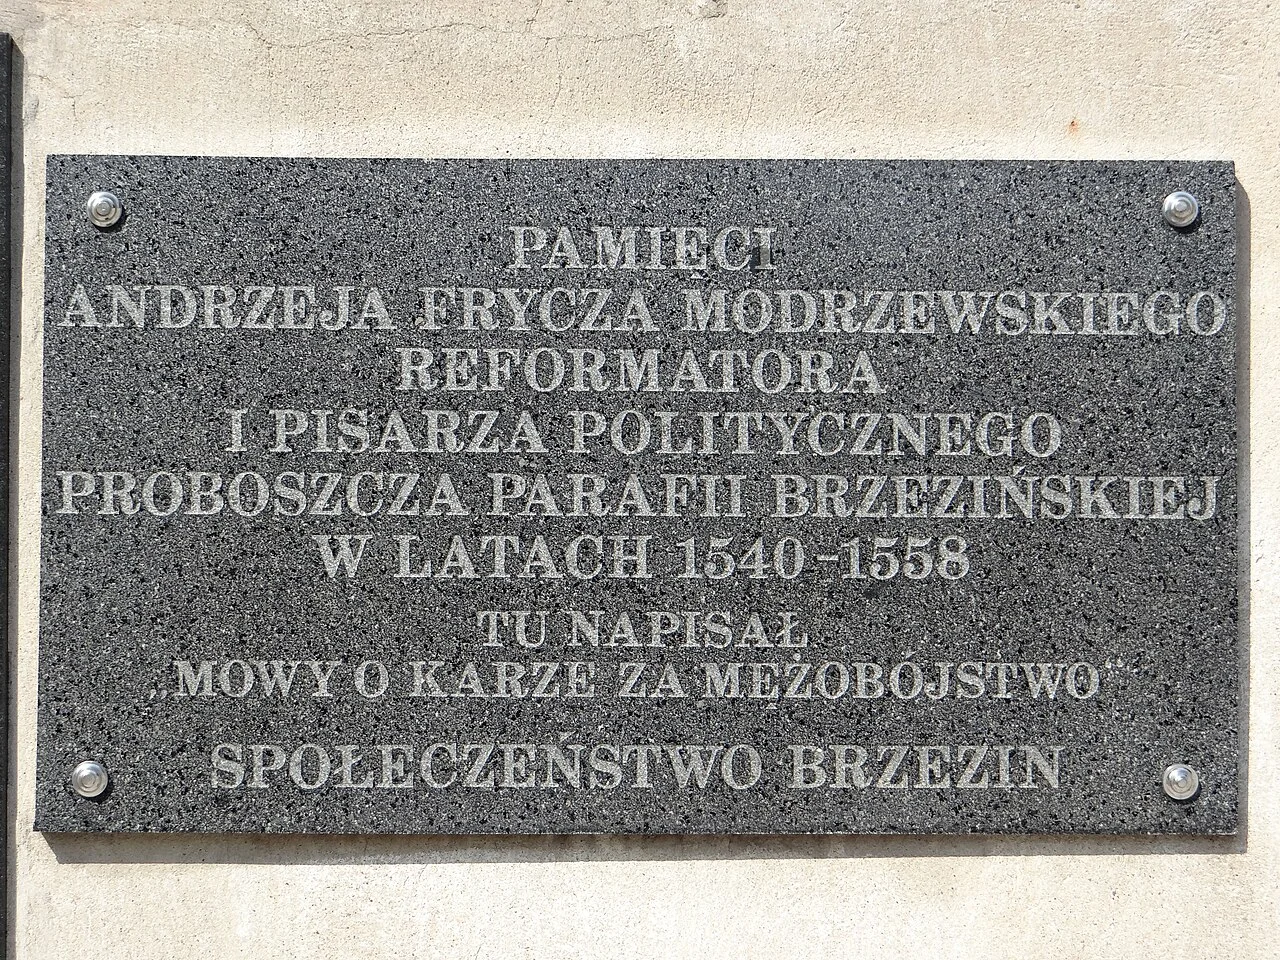 PAMIĘCI
ANDRZEJA FRYCZA MODRZEWSKIEGO
REFORMATORA
I PISARZA POLITYCZNEGO
PROBOSZCZA PARAFII BRZEZIŃSKIEJ
W LATACH 1540-1558
TU NAPISAŁ
„MOWY O KARZE ZA MĘŻOBÓJSTWO"
SPOŁECZEŃSTWO BRZEZIN